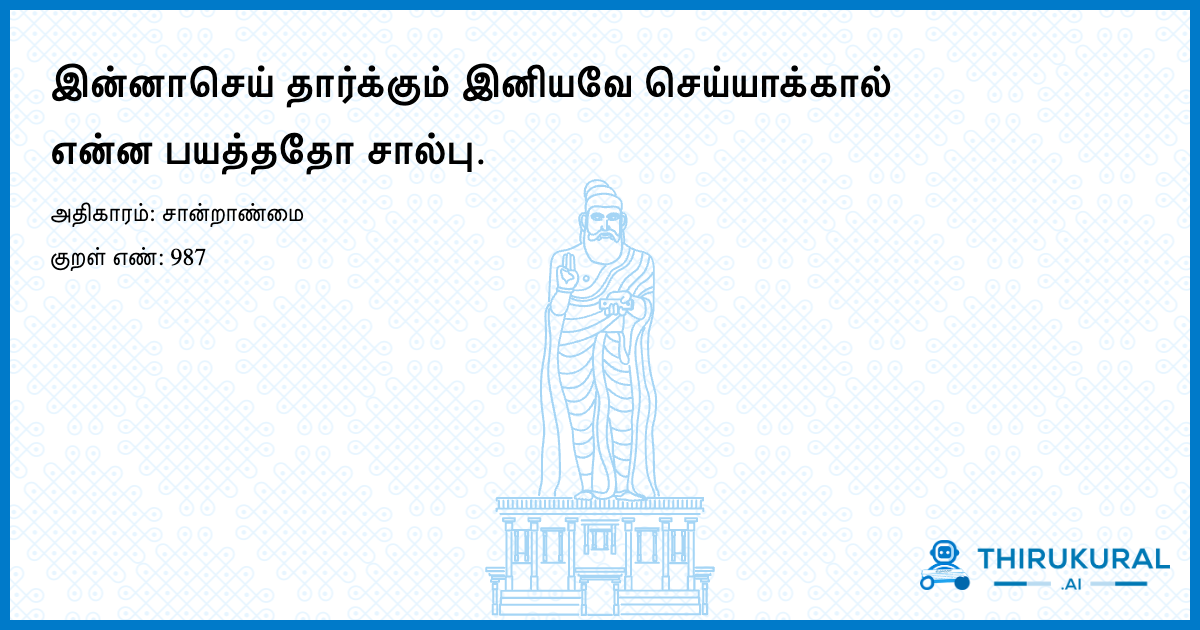 இன்னாசெய் தார்க்கும் இனியவே செய்யாக்கால்
என்ன பயத்ததோ சால்பு.
அதிகாரம்: சான்றாண்மை
குறள் எண்: 987
THIRUKURAL
.AI